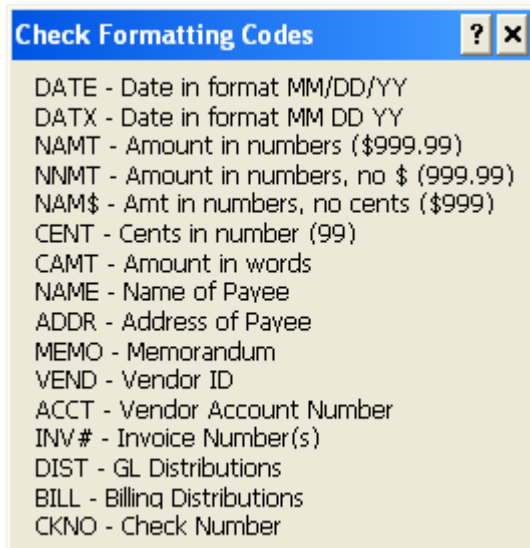 Check Formatting Codes
DATE - Date in format MM/DD/YY
DATX - Date in format MM DD YY
NAMT - Amount in numbers ($999.99)
NNMT - Amount in numbers, no $ (999.99)
NAM$ - Amt in numbers, no cents ($999)
CENT - Cents in number (99)
CAMT - Amount in words
NAME - Name of Payee
ADDR - Address of Payee
MEMO - Memorandum
VEND - Vendor ID
ACCT - Vendor Account Number
INV# - Invoice Number(s)
DIST - GL Distributions
BILL - Billing Distributions
CKNO - Check Number